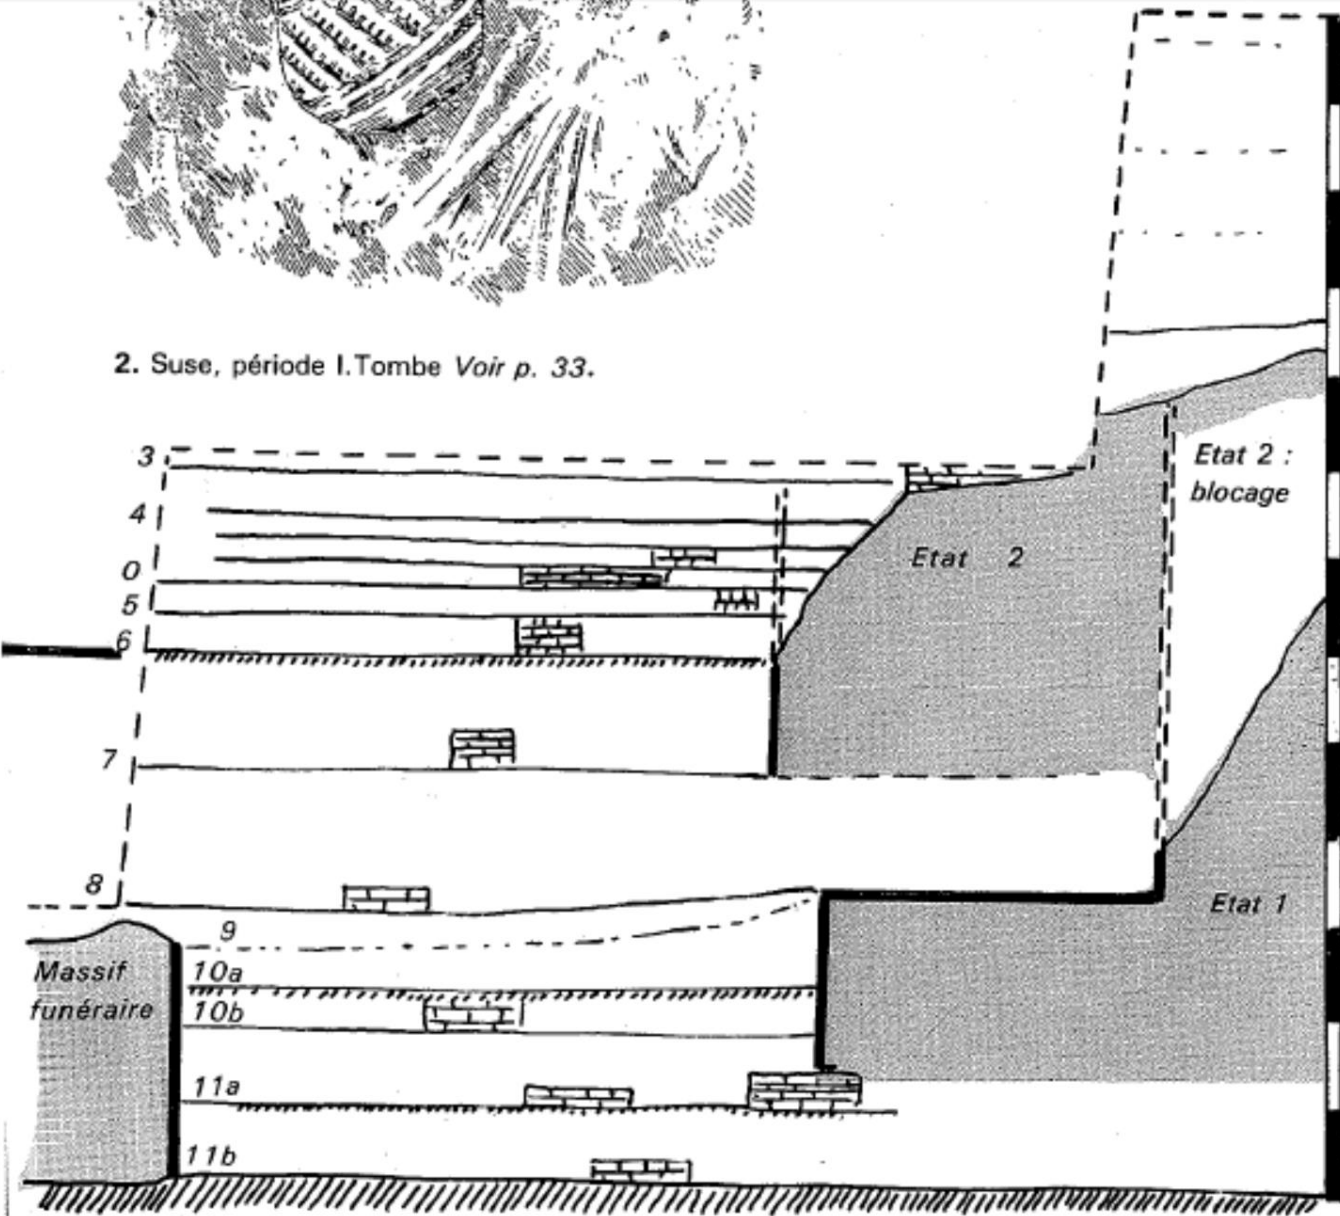 2. Suse, période I.Tombe Voir p. 33.
3
4
0
5
6
7
8
9
10a
10b
11a
11b
Etat 2 :
blocage
Etat 2
Etat 1
Massif
funéraire